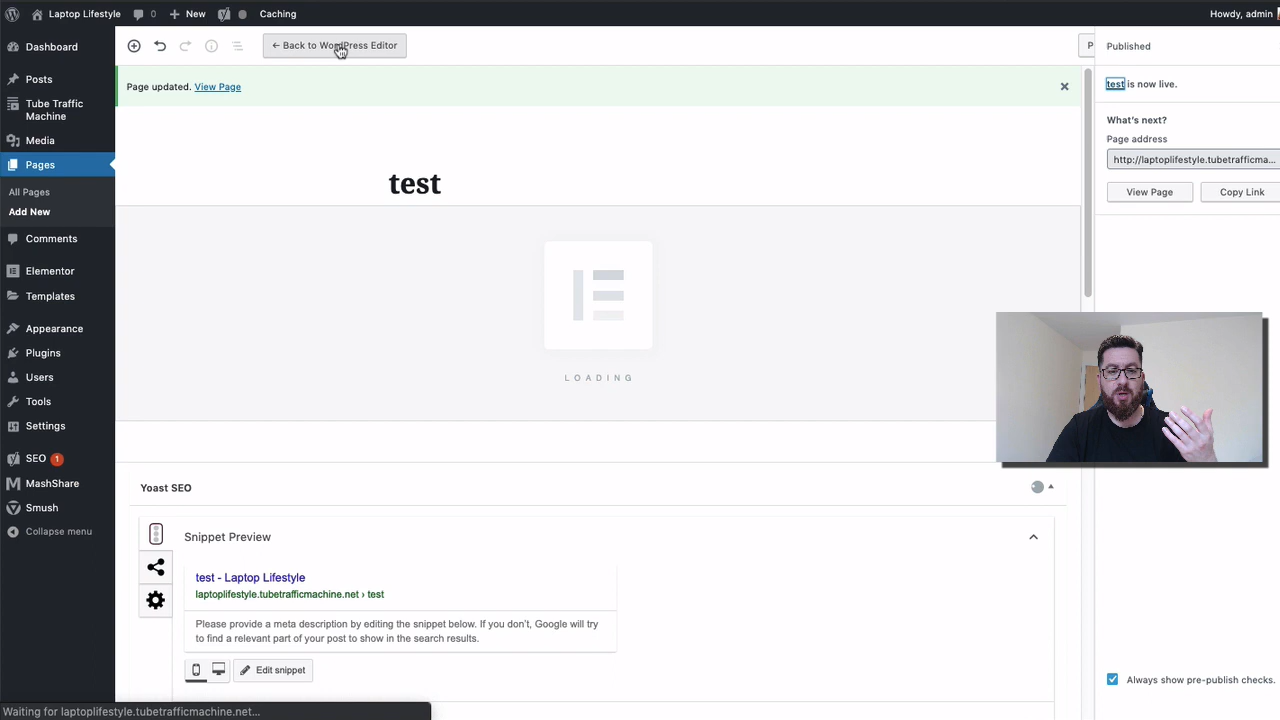 Laptop Lifestyle
0
New
Caching
Howdy, admin
Dashboard
Posts
Tube Traffic
Machine
Media
Pages
All Pages
Add New
Comments
Elementor
Templates
Appearance
Plugins
Users
Tools
Settings
SEO 1
MashShare
Smush
Collapse menu
← Back to WordPress Editor
P
Page updated. View Page
test
LOADING
Yoast SEO
Snippet Preview
test - Laptop Lifestyle
laptoplifestyle.tubetrafficmachine.net › test
Please provide a meta description by editing the snippet below. If you don't, Google will try
to find a relevant part of your post to show in the search results.
Edit snippet
Published
test is now live.
What's next?
Page address
http://laptoplifestyle.tubetrafficma...
View Page
Copy Link
Always show pre-publish checks.
Waiting for laptoplifestyle.tubetrafficmachine.net...